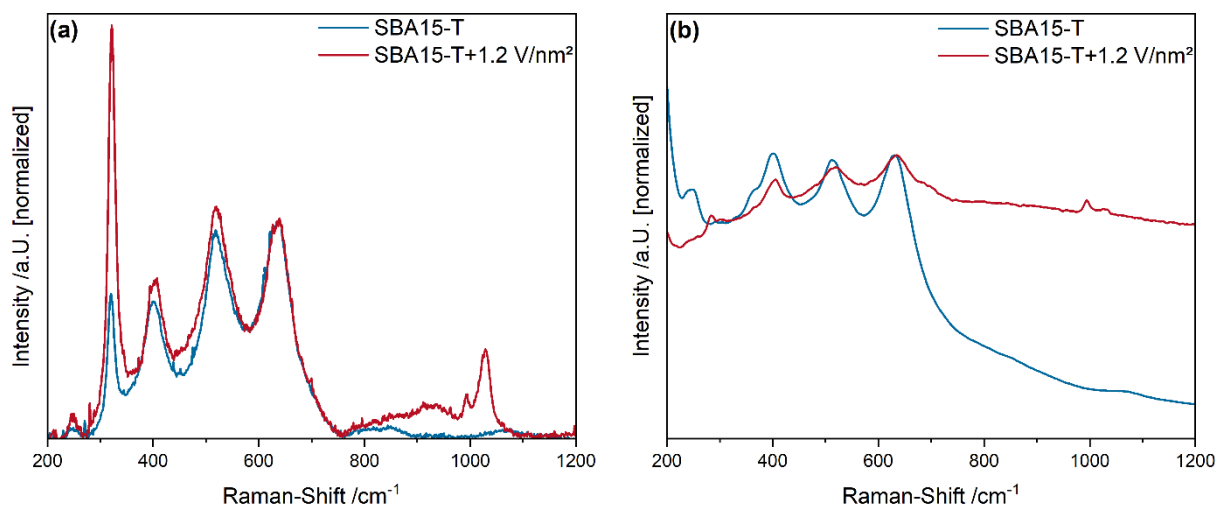 (a)
SBA15-T
SBA15-T+1.2 V/nm²
Intensity /a.U. [normalized]
200 400 600 800 1000 1200
Raman-Shift /cm⁻¹
(b)
SBA15-T
SBA15-T+1.2 V/nm²
Intensity /a.U. [normalized]
200 400 600 800 1000 1200
Raman-Shift /cm⁻¹